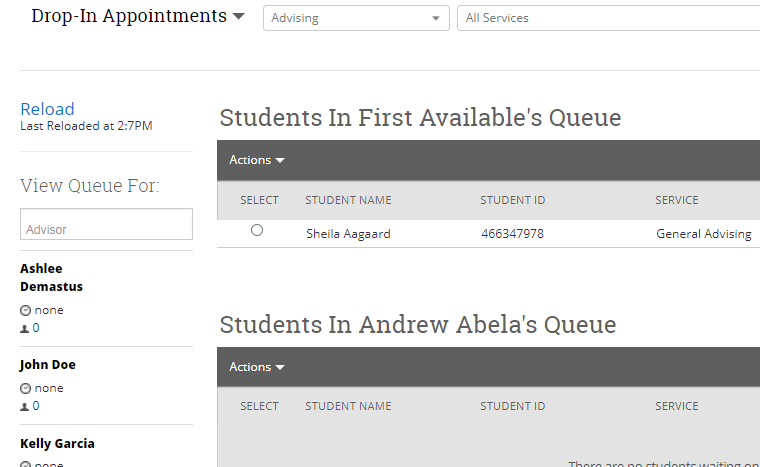 Drop-In Appointments
Advising
All Services
Reload
Last Reloaded at 2:7PM
View Queue For:
Advisor
Ashlee
Demastus
none
0
John Doe
none
0
Kelly Garcia
none
Students In First Available's Queue
Actions
SELECT STUDENT NAME STUDENT ID SERVICE
Sheila Aagaard 466347978 General Advising
Students In Andrew Abela's Queue
Actions
SELECT STUDENT NAME STUDENT ID SERVICE
There are no students waiting on